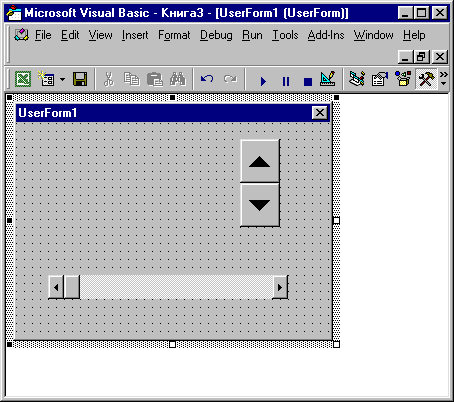 Microsoft Visual Basic - Книга3 - [UserForm1 (UserForm)]
File Edit View Insert Format Debug Run Tools Add-Ins Window Help
UserForm1